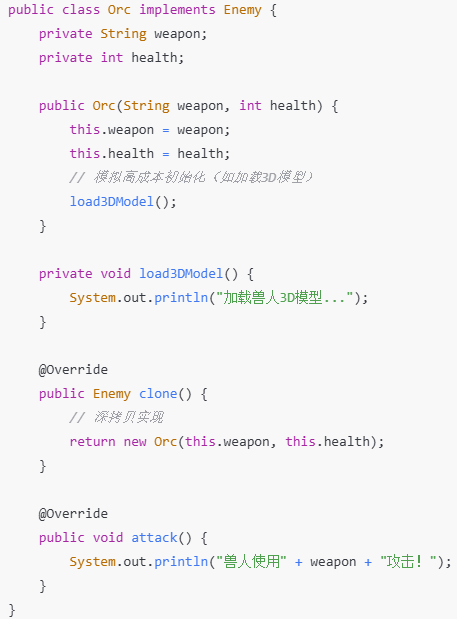 public class Orc implements Enemy {
    private String weapon;
    private int health;

    public Orc(String weapon, int health) {
        this.weapon = weapon;
        this.health = health;
        // 模拟高成本初始化（如加载3D模型）
        load3DModel();
    }

    private void load3DModel() {
        System.out.println("加载兽人3D模型...");
    }

    @Override
    public Enemy clone() {
        // 深拷贝实现
        return new Orc(this.weapon, this.health);
    }

    @Override
    public void attack() {
        System.out.println("兽人使用" + weapon + "攻击！");
    }
}